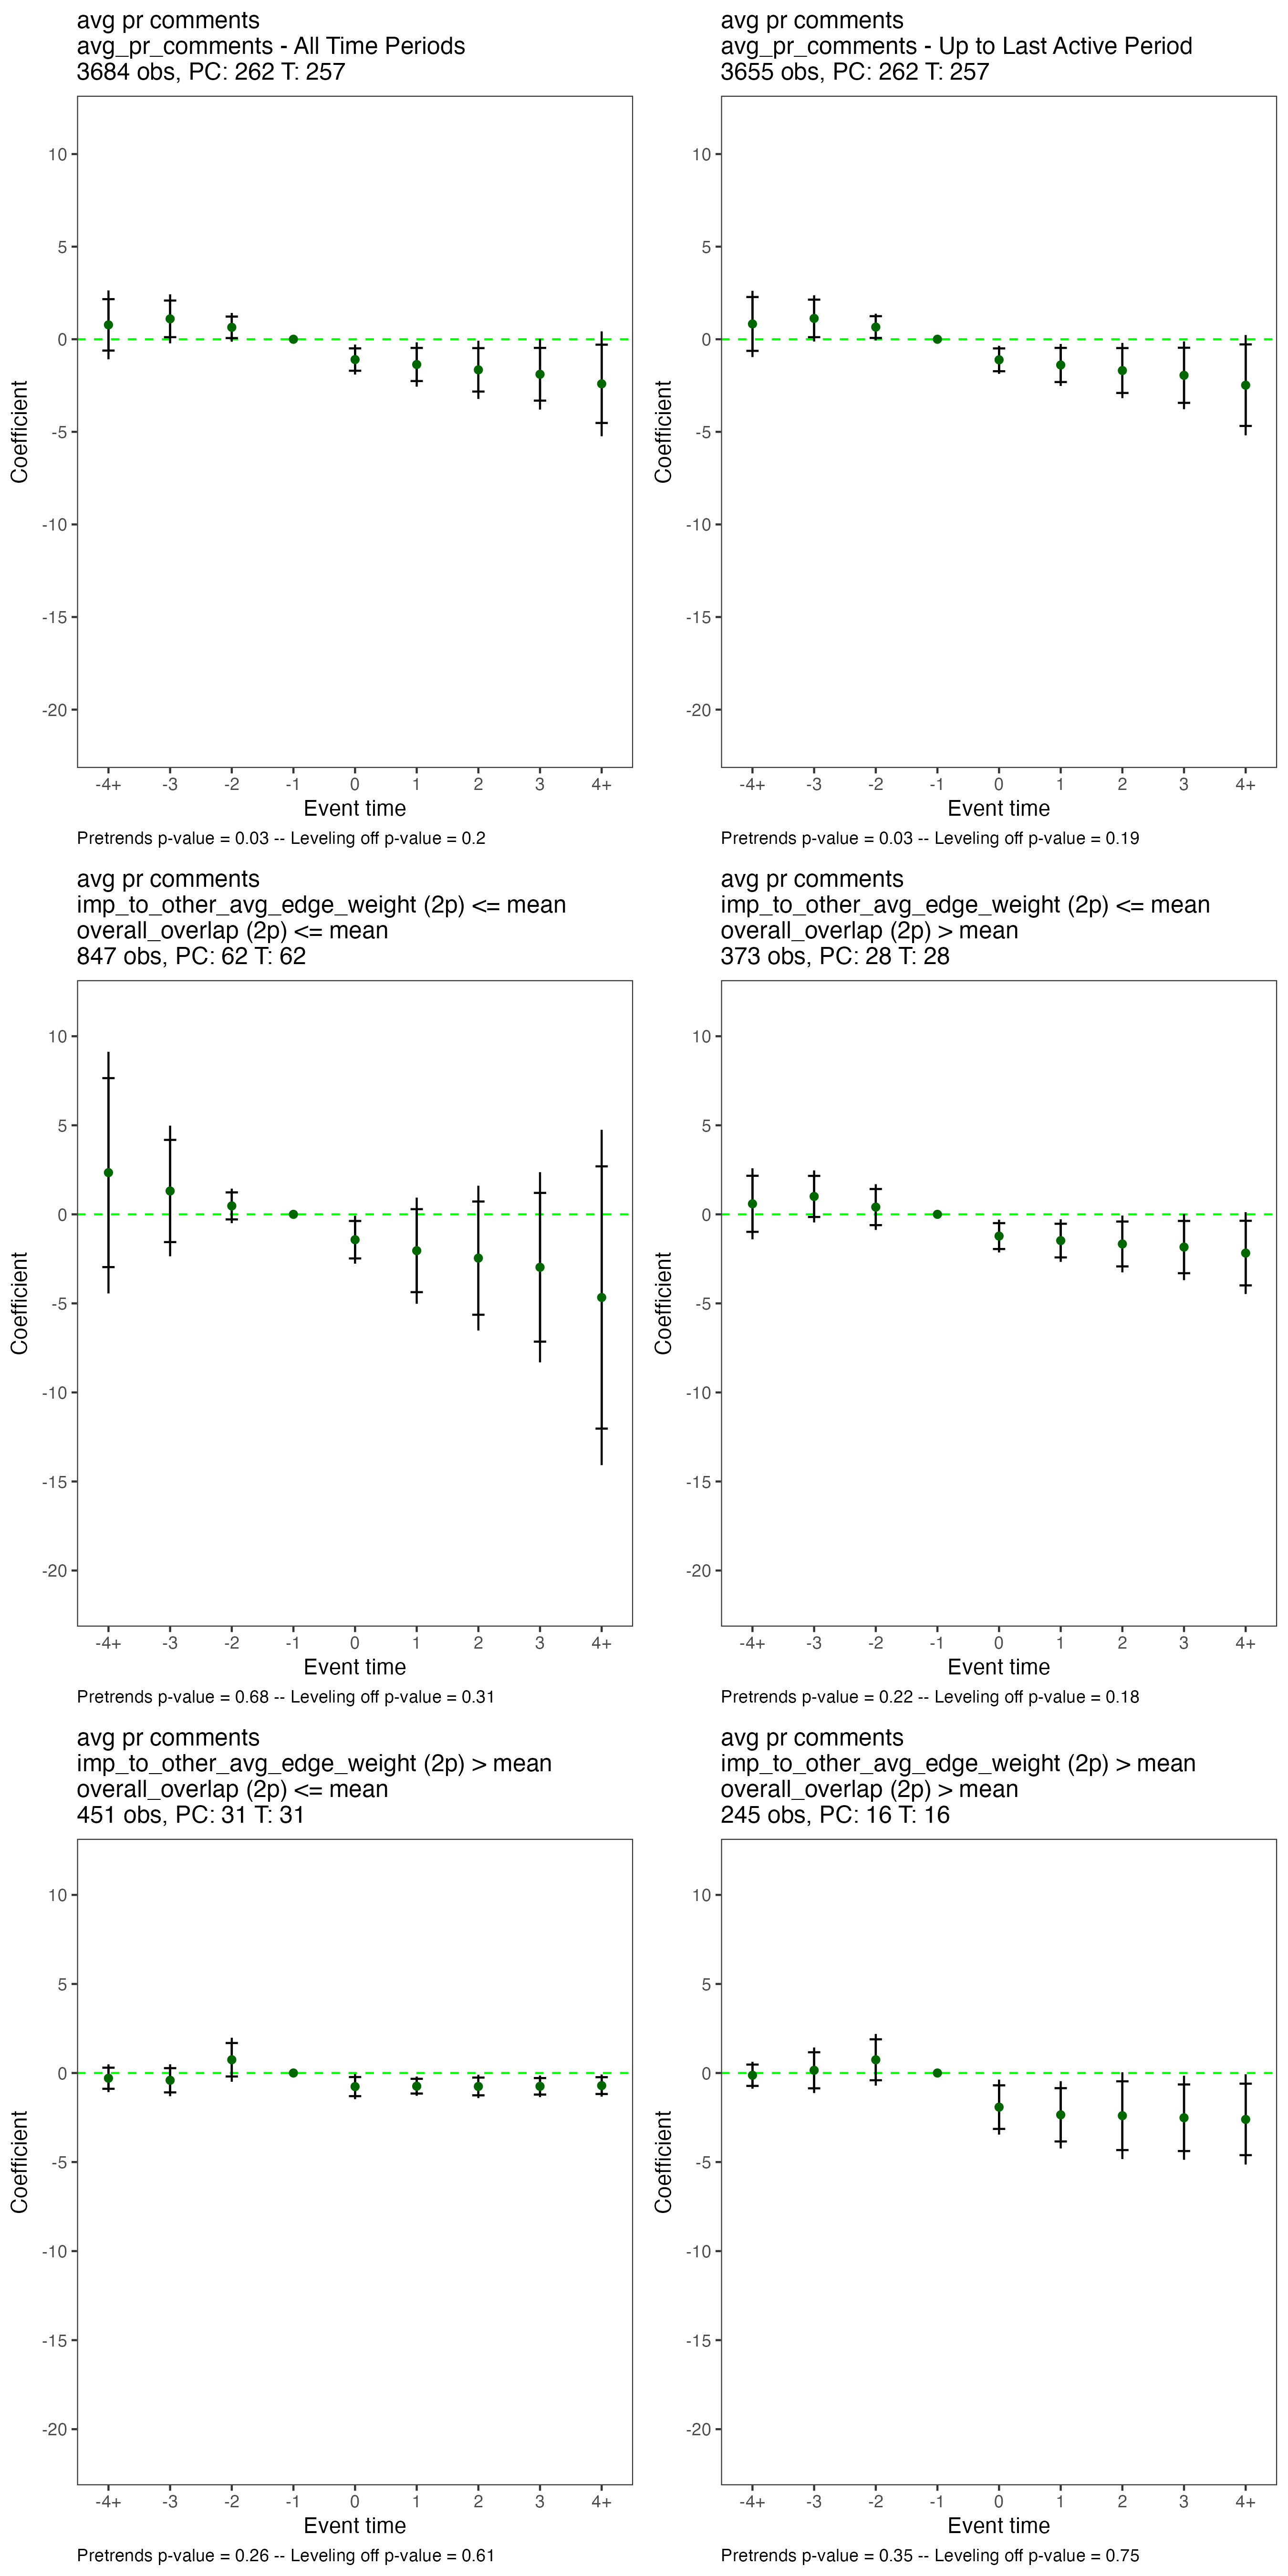 avg pr comments
avg_pr_comments - All Time Periods
3684 obs, PC: 262 T: 257
10
5
0
-5
-10
-15
-20
Coefficient
-4+ -3 -2 -1 0 1 2 3 4+
Event time
Pretrends p-value = 0.03 -- Leveling off p-value = 0.2
avg pr comments
avg_pr_comments - Up to Last Active Period
3655 obs, PC: 262 T: 257
10
5
0
-5
-10
-15
-20
Coefficient
-4+ -3 -2 -1 0 1 2 3 4+
Event time
Pretrends p-value = 0.03 -- Leveling off p-value = 0.19
avg pr comments
imp_to_other_avg_edge_weight (2p) <= mean
overall_overlap (2p) <= mean
847 obs, PC: 62 T: 62
10
5
0
-5
-10
-15
-20
Coefficient
-4+ -3 -2 -1 0 1 2 3 4+
Event time
Pretrends p-value = 0.68 -- Leveling off p-value = 0.31
avg pr comments
imp_to_other_avg_edge_weight (2p) <= mean
overall_overlap (2p) > mean
373 obs, PC: 28 T: 28
10
5
0
-5
-10
-15
-20
Coefficient
-4+ -3 -2 -1 0 1 2 3 4+
Event time
Pretrends p-value = 0.22 -- Leveling off p-value = 0.18
avg pr comments
imp_to_other_avg_edge_weight (2p) > mean
overall_overlap (2p) <= mean
451 obs, PC: 31 T: 31
10
5
0
-5
-10
-15
-20
Coefficient
-4+ -3 -2 -1 0 1 2 3 4+
Event time
Pretrends p-value = 0.26 -- Leveling off p-value = 0.61
avg pr comments
imp_to_other_avg_edge_weight (2p) > mean
overall_overlap (2p) > mean
245 obs, PC: 16 T: 16
10
5
0
-5
-10
-15
-20
Coefficient
-4+ -3 -2 -1 0 1 2 3 4+
Event time
Pretrends p-value = 0.35 -- Leveling off p-value = 0.75